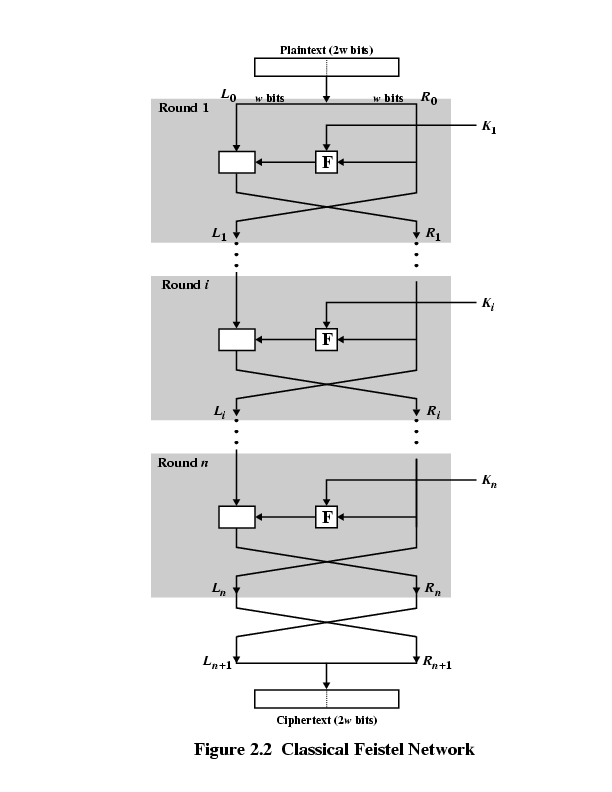 Plaintext (2w bits)
L0 w bits w bits R0
Round 1
K1
F
L1 R1
Round i
Ki
F
Li Ri
Round n
Kn
F
Ln Rn
Ln+1 Rn+1
Ciphertext (2w bits)
Figure 2.2 Classical Feistel Network